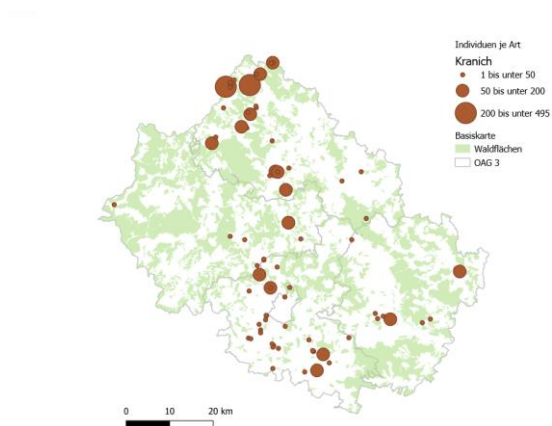 Individuen je Art
Kranich
1 bis unter 50
50 bis unter 200
200 bis unter 495
Basiskarte
Waldflächen
OAG 3
0 10 20 km